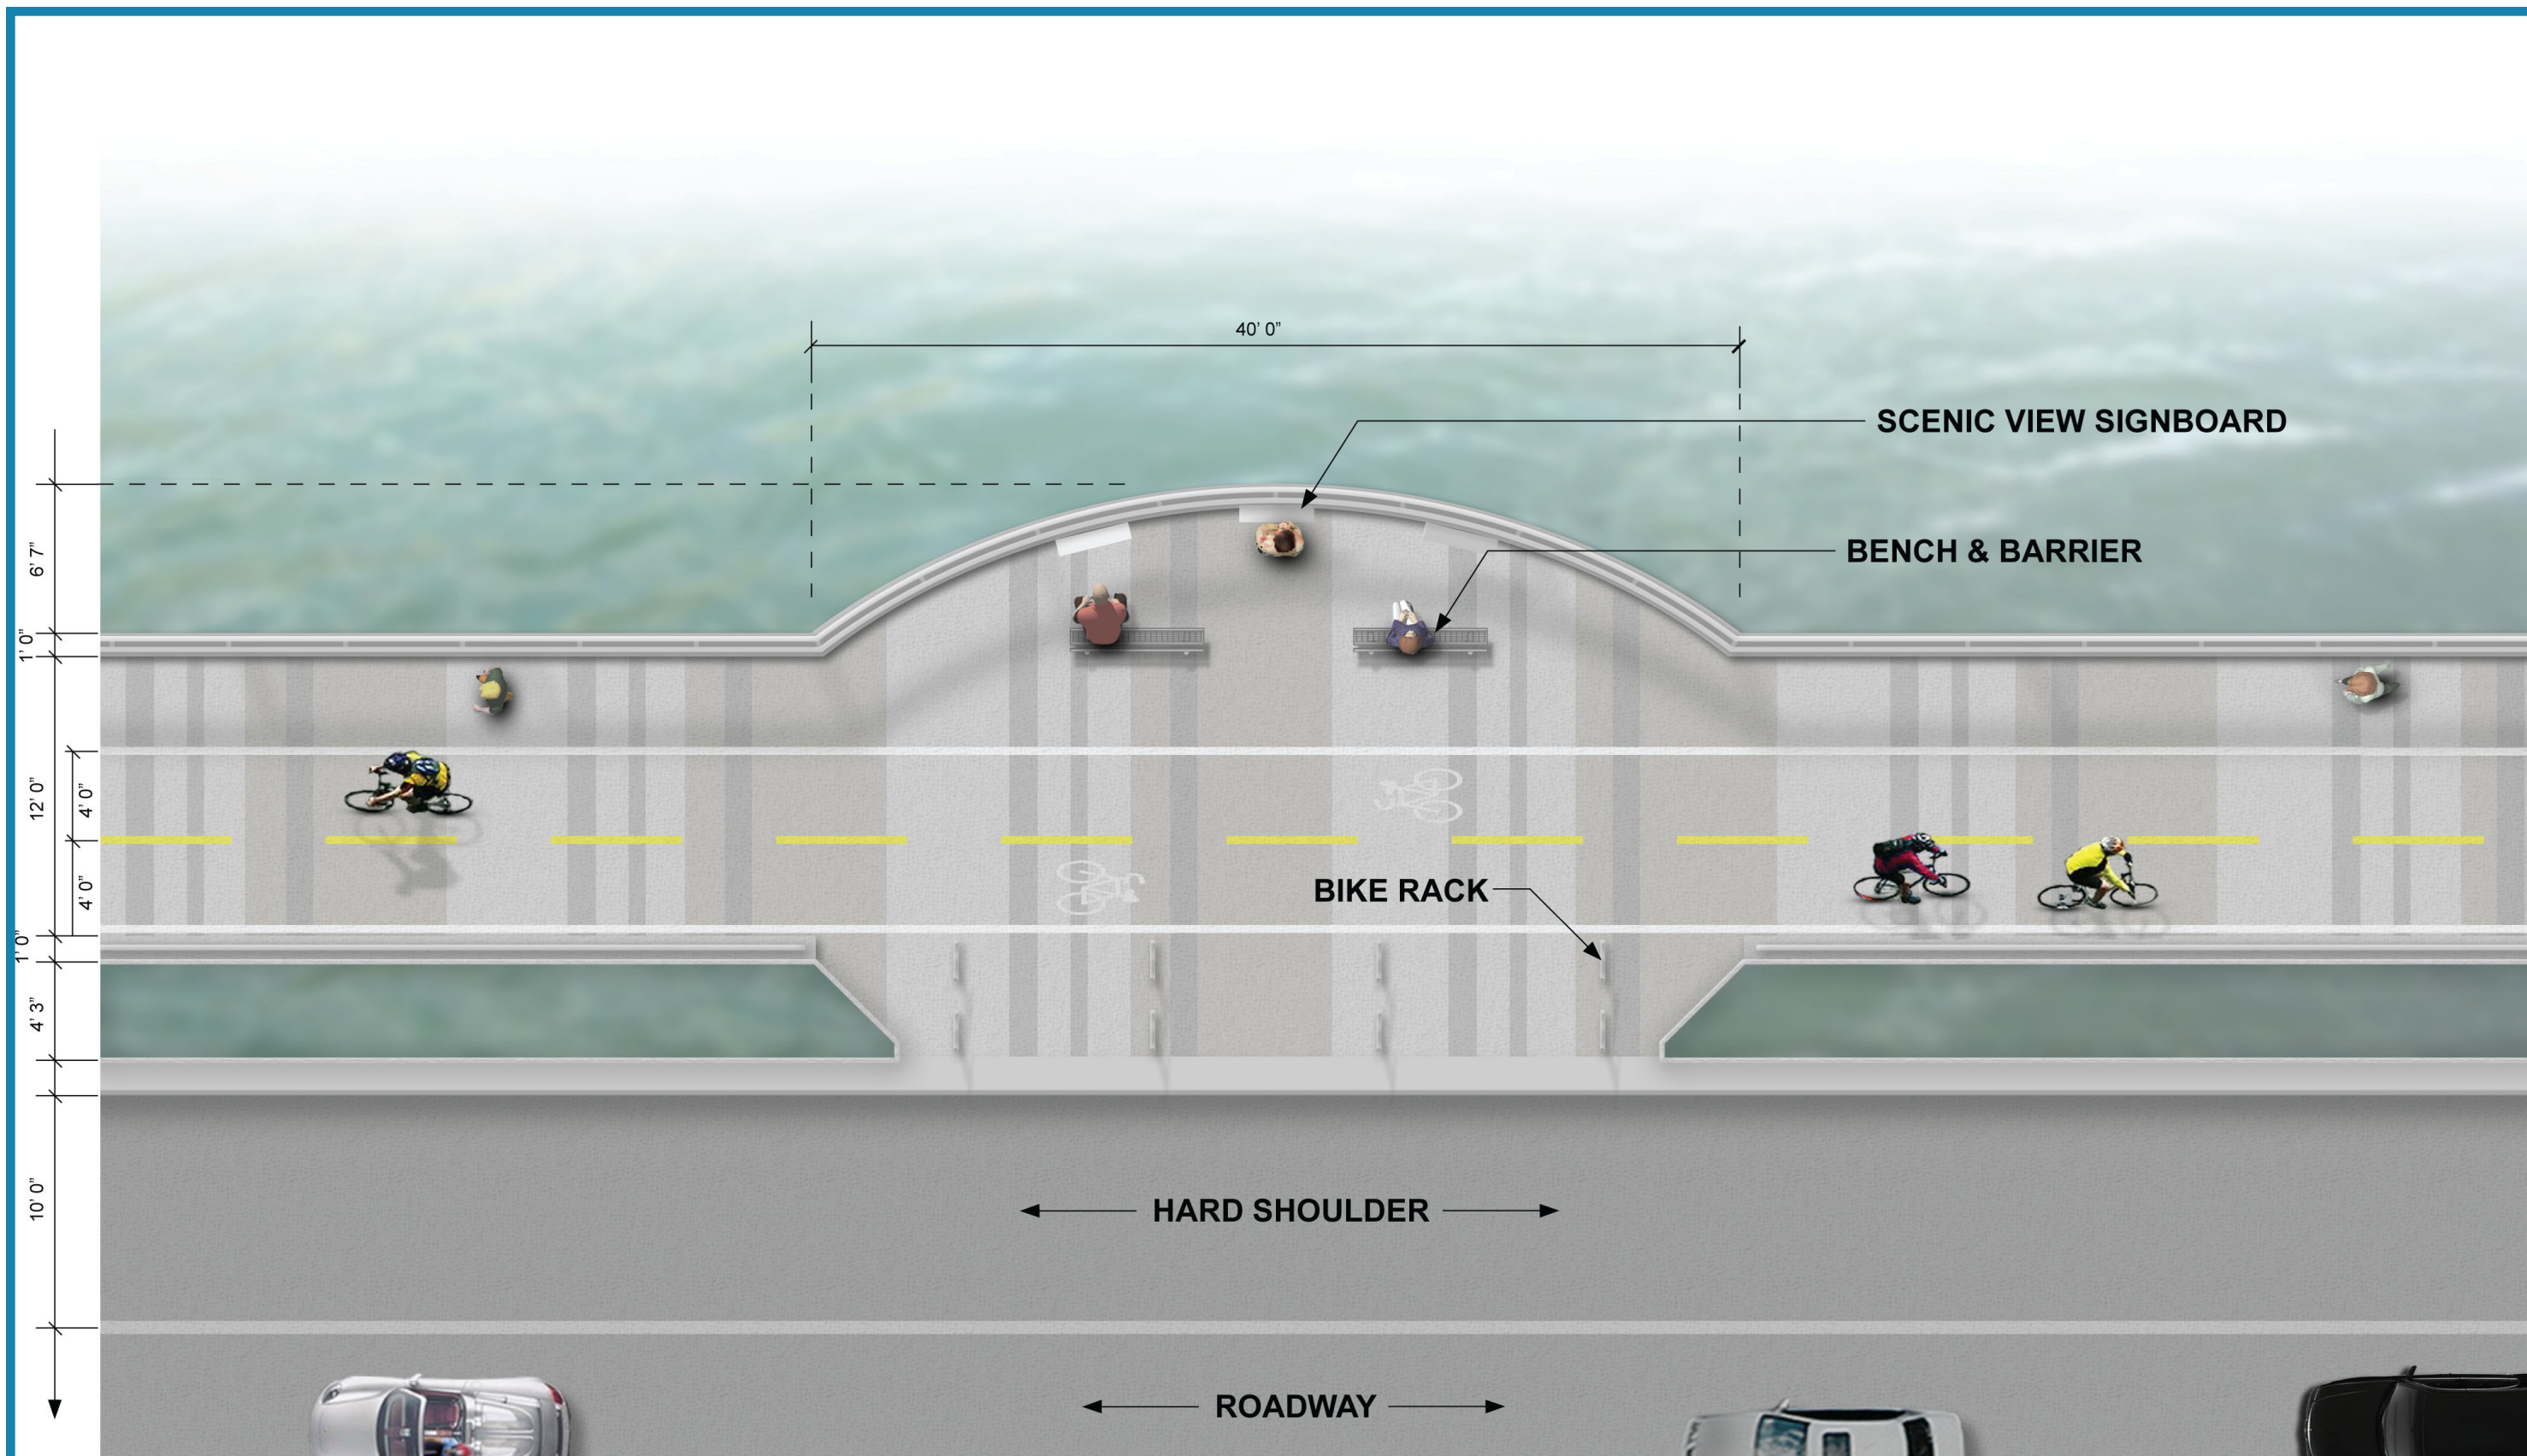 40' 0”
SCENIC VIEW SIGNBOARD
BENCH & BARRIER
6' 7”
1' 0”
12' 0”
4' 0”
4' 0”
BIKE RACK
1' 0”
4' 3”
10' 0”
HARD SHOULDER
ROADWAY